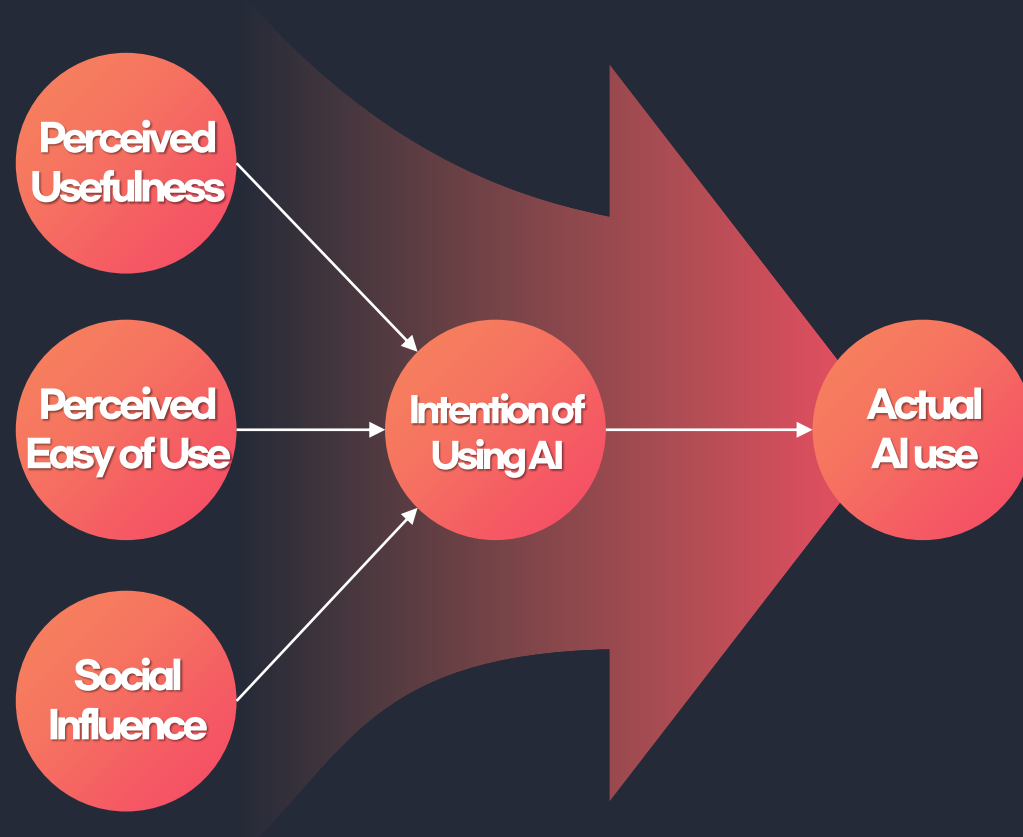 Perceived
Usefulness
Perceived
Easy of Use
Intention of
Using AI
Actual
AI use
Social
Influence